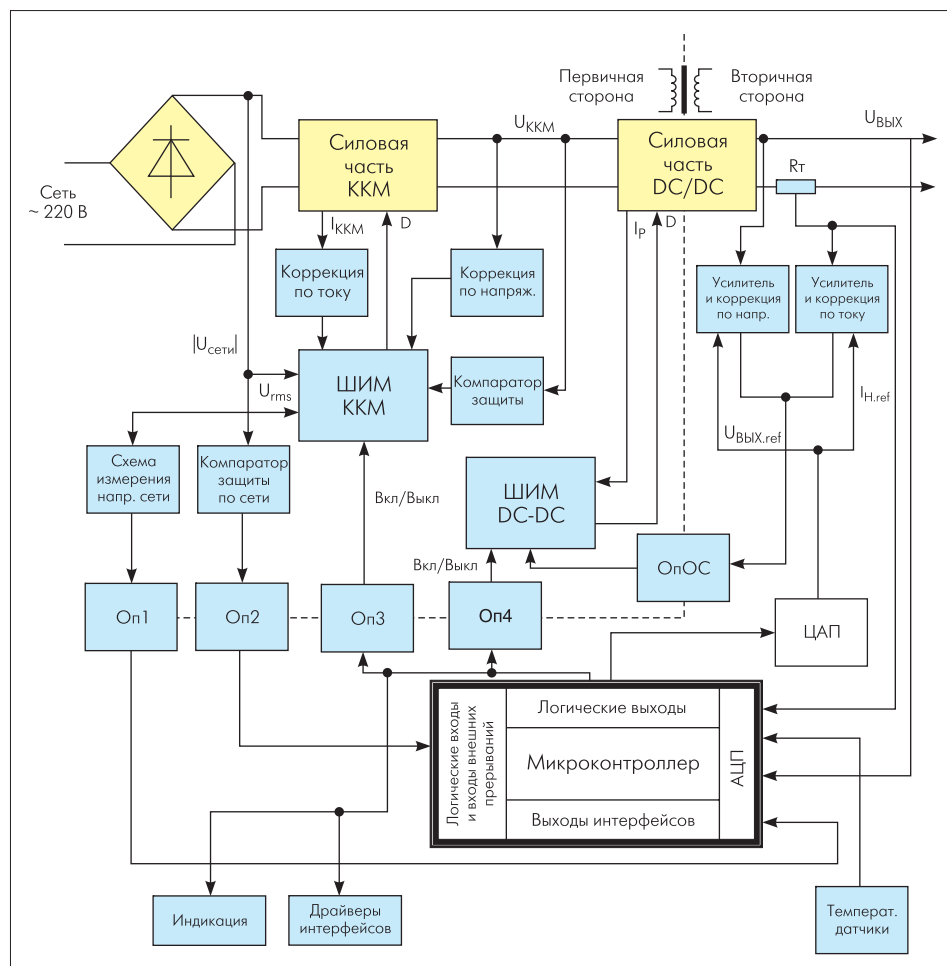 Первичная
сторона
Вторичная
сторона
Сеть
~ 220 В
Силовая
часть
ККМ
UККМ
Силовая
часть
DC/DC
UВЫХ
Rт
IККМ
D
IP
D
Коррекция
по току
Коррекция
по напряж.
Усилитель
и коррекция
по напр.
Усилитель
и коррекция
по току
|Uсети|
Urms
ШИМ
ККМ
Компаратор
защиты
IН.ref
UВЫХ.ref
Схема
измерения
напр. сети
Компаратор
защиты
по сети
Вкл/Выкл
ШИМ
DC-DC
Вкл/Выкл
ОпОС
Оп1
Оп2
Оп3
Оп4
ЦАП
Логические входы
и входы внешних
прерываний
Логические выходы
Микроконтроллер
Выходы интерфейсов
АЦП
Индикация
Драйверы
интерфейсов
Температ.
датчики